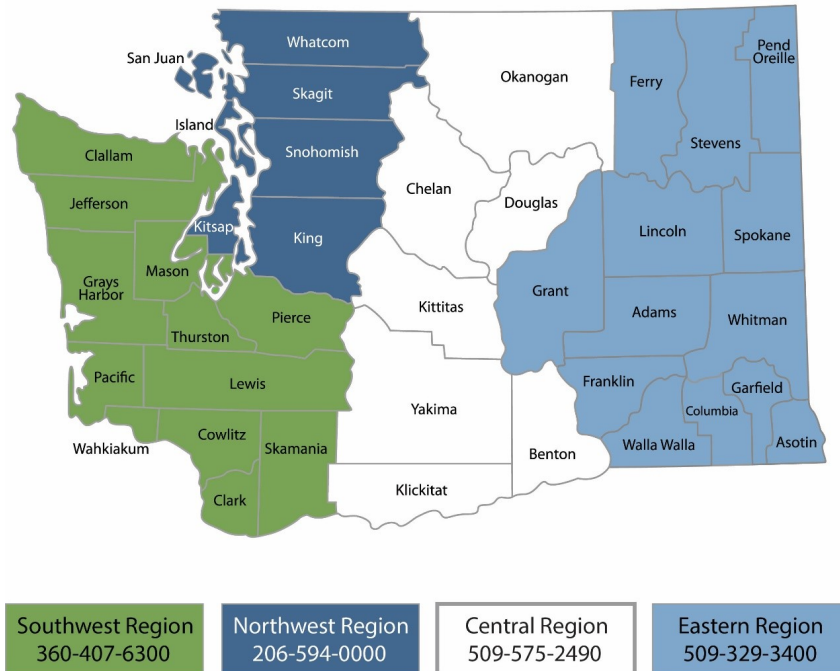 Whatcom
San Juan
Okanogan
Pend
Oreille
Ferry
Skagit
Island
Stevens
Snohomish
Clallam
Chelan
Jefferson
Douglas
Kitsap
King
Lincoln
Spokane
Mason
Grays
Harbor
Grant
Kittitas
Adams
Pierce
Whitman
Thurston
Pacific
Lewis
Franklin
Garfield
Yakima
Columbia
Cowlitz
Wahkiakum
Skamania
Walla Walla
Asotin
Benton
Klickitat
Clark
Southwest Region
360-407-6300
Northwest Region
206-594-0000
Central Region
509-575-2490
Eastern Region
509-329-3400